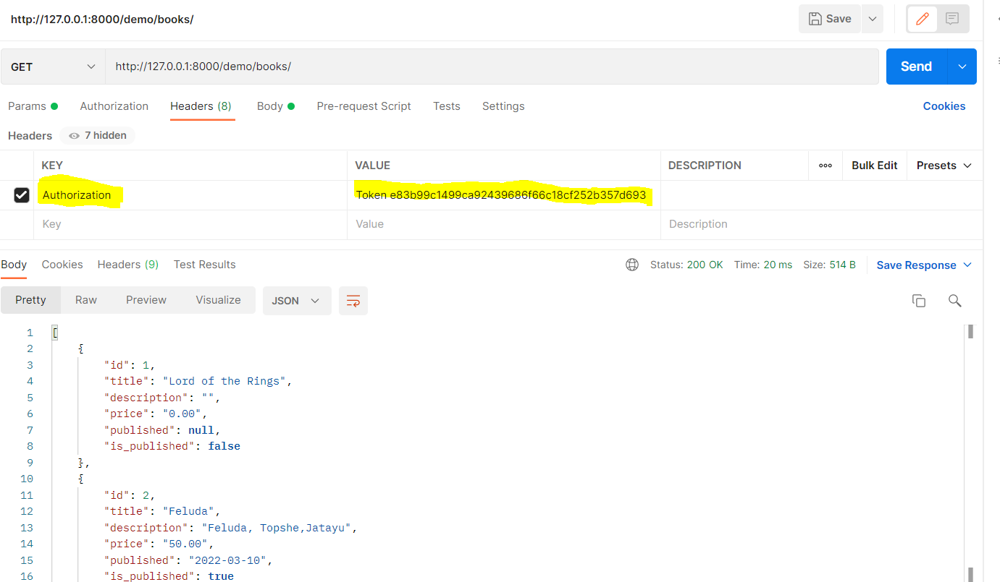 http://127.0.0.1:8000/demo/books/
Save
GET
http://127.0.0.1:8000/demo/books/
Send
Params Authorization Headers (8) Body Pre-request Script Tests Settings Cookies
Headers 7 hidden
KEY VALUE DESCRIPTION ooo Bulk Edit Presets
Authorization Token e83b99c1499ca92439686f66c18cf252b357d693
Key Value Description
Body Cookies Headers (9) Test Results Status: 200 OK Time: 20 ms Size: 514 B Save Response
Pretty Raw Preview Visualize JSON
1 [
2 {
3 "id": 1,
4 "title": "Lord of the Rings",
5 "description": "",
6 "price": "0.00",
7 "published": null,
8 "is_published": false
9 },
10 {
11 "id": 2,
12 "title": "Feluda",
13 "description": "Feluda, Topshe,Jatayu",
14 "price": "50.00",
15 "published": "2022-03-10",
16 "is_published": true